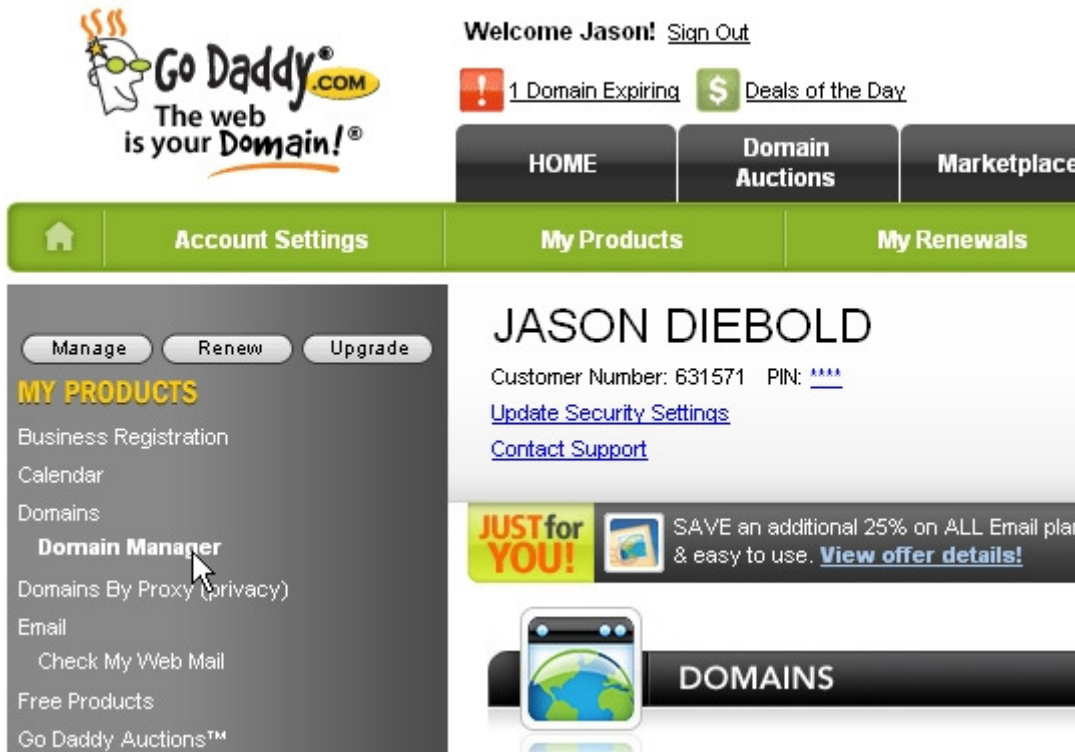 Go Daddy®.COM
The web
is your Domain!®
Welcome Jason! Sign Out
! 1 Domain Expiring $ Deals of the Day
HOME
Domain
Auctions
Marketplace
Account Settings
My Products
My Renewals
Manage
Renew
Upgrade
MY PRODUCTS
Business Registration
Calendar
Domains
Domain Manager
Domains By Proxy (privacy)
Email
Check My Web Mail
Free Products
Go Daddy Auctions™
JASON DIEBOLD
Customer Number: 631571 PIN: ****
Update Security Settings
Contact Support
JUST for
YOU!
SAVE an additional 25% on ALL Email plan
& easy to use. View offer details!
DOMAINS